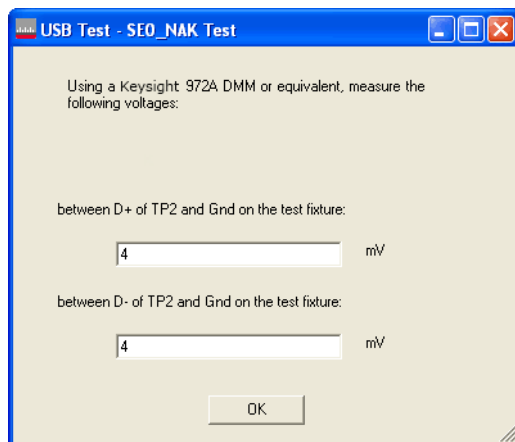 USB Test - SE0_NAK Test
Using a Keysight 972A DMM or equivalent, measure the
following voltages:
between D+ of TP2 and Gnd on the test fixture:
4 mV
between D- of TP2 and Gnd on the test fixture:
4 mV
OK